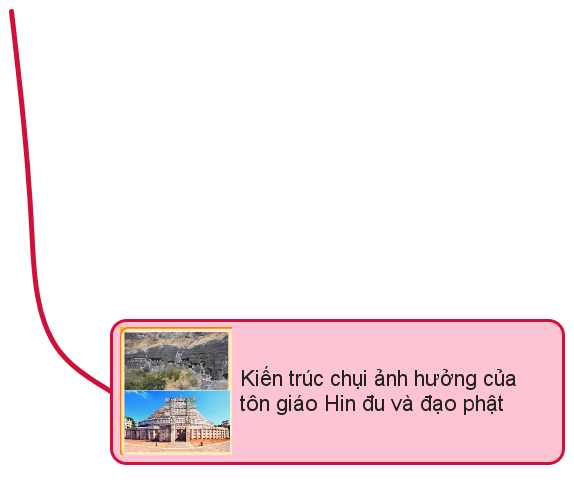 Kiến trúc chụi ảnh hưởng của
tôn giáo Hin đu và đạo phật